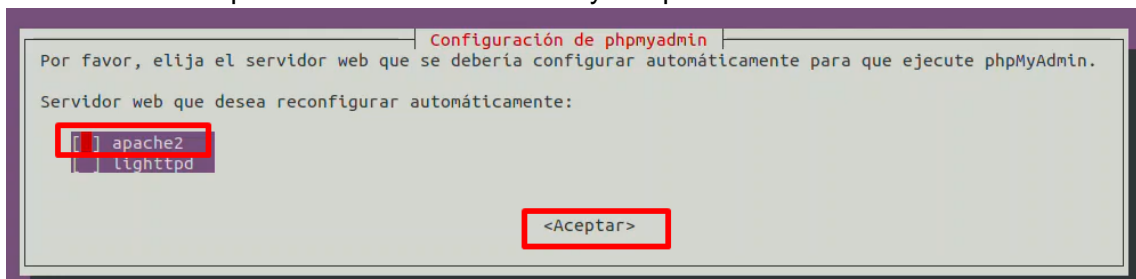 Configuración de phpmyadmin
Por favor, elija el servidor web que se debería configurar automáticamente para que ejecute phpMyAdmin.
Servidor web que desea reconfigurar automáticamente:
[ ] apache2
[ ] lighttpd
<Aceptar>